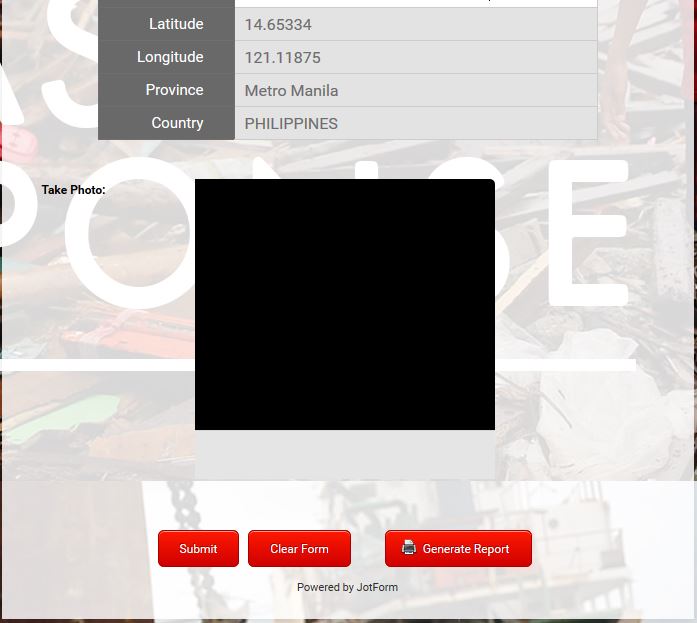 Latitude 14.65334
Longitude 121.11875
Province Metro Manila
Country PHILIPPINES
Take Photo:
Submit Clear Form Generate Report
Powered by JotForm